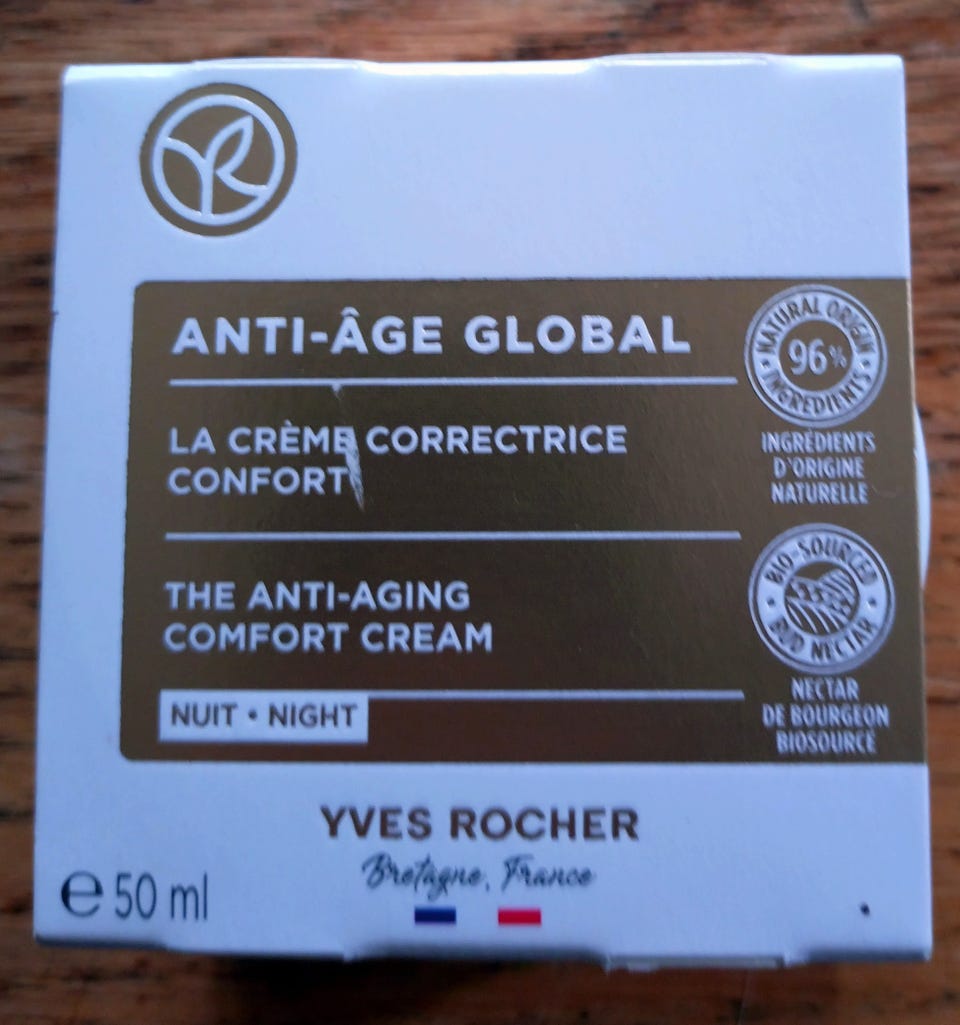 ANTI-ÂGE GLOBAL
LA CRÈME CORRECTRICE
CONFORT
THE ANTI-AGING
COMFORT CREAM
NUIT • NIGHT
NATURAL ORIGIN
96%
INGREDIENTS
INGRÉDIENTS
D'ORIGINE
NATURELLE
BIO-SOURCED
BUD NECTAR
NECTAR
DE BOURGEON
BIOSOURCÉ
YVES ROCHER
Bretagne, France
℮ 50 ml